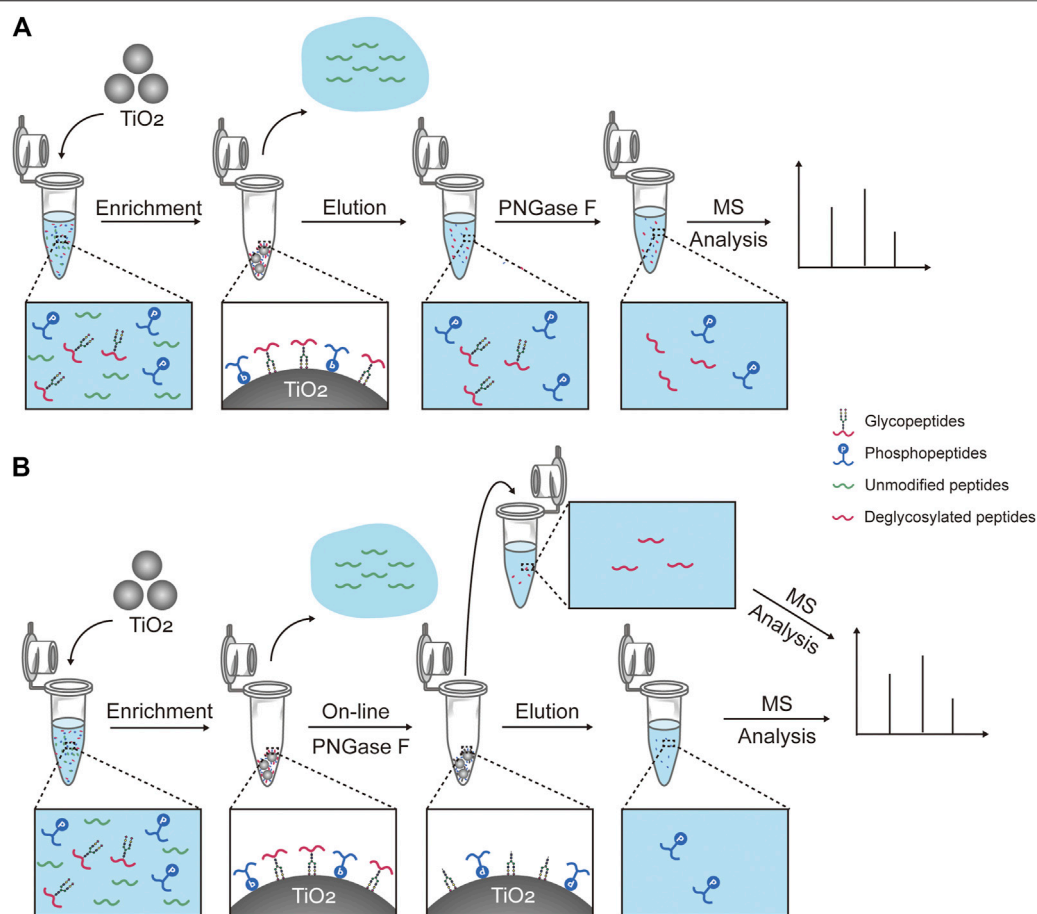 A
TiO2
Enrichment
Elution
PNGase F
MS
Analysis
P
P
P
P
P
TiO2
P
P
P
P
P
Glycopeptides
P
Phosphopeptides
Unmodified peptides
Deglycosylated peptides
B
MS
Analysis
TiO2
Enrichment
On-line
PNGase F
Elution
MS
Analysis
P
P
P
P
P
TiO2
P
P
TiO2
P
P